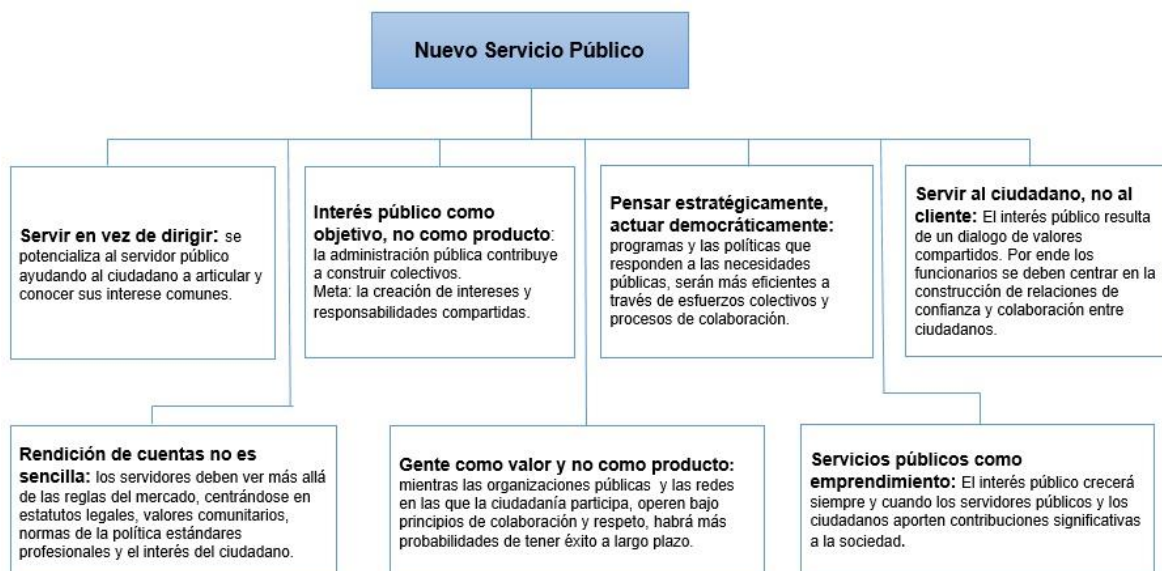 Nuevo Servicio Público
Servir en vez de dirigir: se
potencializa al servidor público
ayudando al ciudadano a articular y
conocer sus interese comunes.
Interés público como
objetivo, no como producto:
la administración pública contribuye
a construir colectivos.
Meta: la creación de intereses y
responsabilidades compartidas.
Pensar estratégicamente,
actuar democráticamente:
programas y las políticas que
responden a las necesidades
públicas, serán más eficientes a
través de esfuerzos colectivos y
procesos de colaboración.
Servir al ciudadano, no al
cliente: El interés público resulta
de un dialogo de valores
compartidos. Por ende los
funcionarios se deben centrar en la
construcción de relaciones de
confianza y colaboración entre
ciudadanos.
Rendición de cuentas no es
sencilla: los servidores deben ver más allá
de las reglas del mercado, centrándose en
estatutos legales, valores comunitarios,
normas de la política estándares
profesionales y el interés del ciudadano.
Gente como valor y no como producto:
mientras las organizaciones públicas y las redes
en las que la ciudadanía participa, operen bajo
principios de colaboración y respeto, habrá más
probabilidades de tener éxito a largo plazo.
Servicios públicos como
emprendimiento: El interés público crecerá
siempre y cuando los servidores públicos y los
ciudadanos aporten contribuciones significativas
a la sociedad.